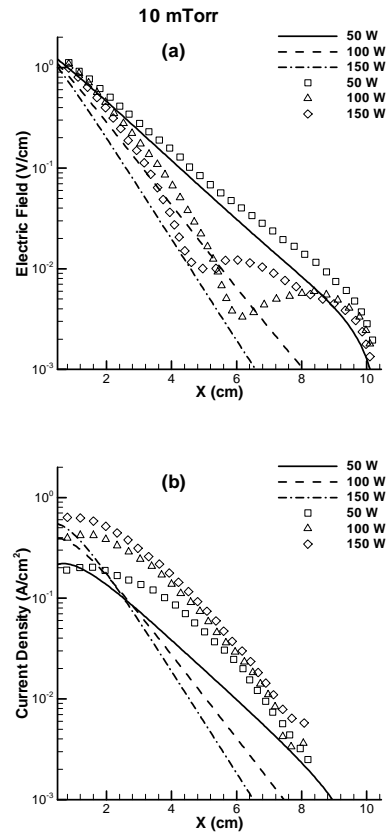 10 mTorr
(a)
50 W
100 W
150 W
50 W
100 W
150 W
10⁰
10⁻¹
10⁻²
10⁻³
Electric Field (V/cm)
2 4 6 8 10
X (cm)
(b)
50 W
100 W
150 W
50 W
100 W
150 W
10⁰
10⁻¹
10⁻²
10⁻³
Current Density (A/cm²)
2 4 6 8 10
X (cm)